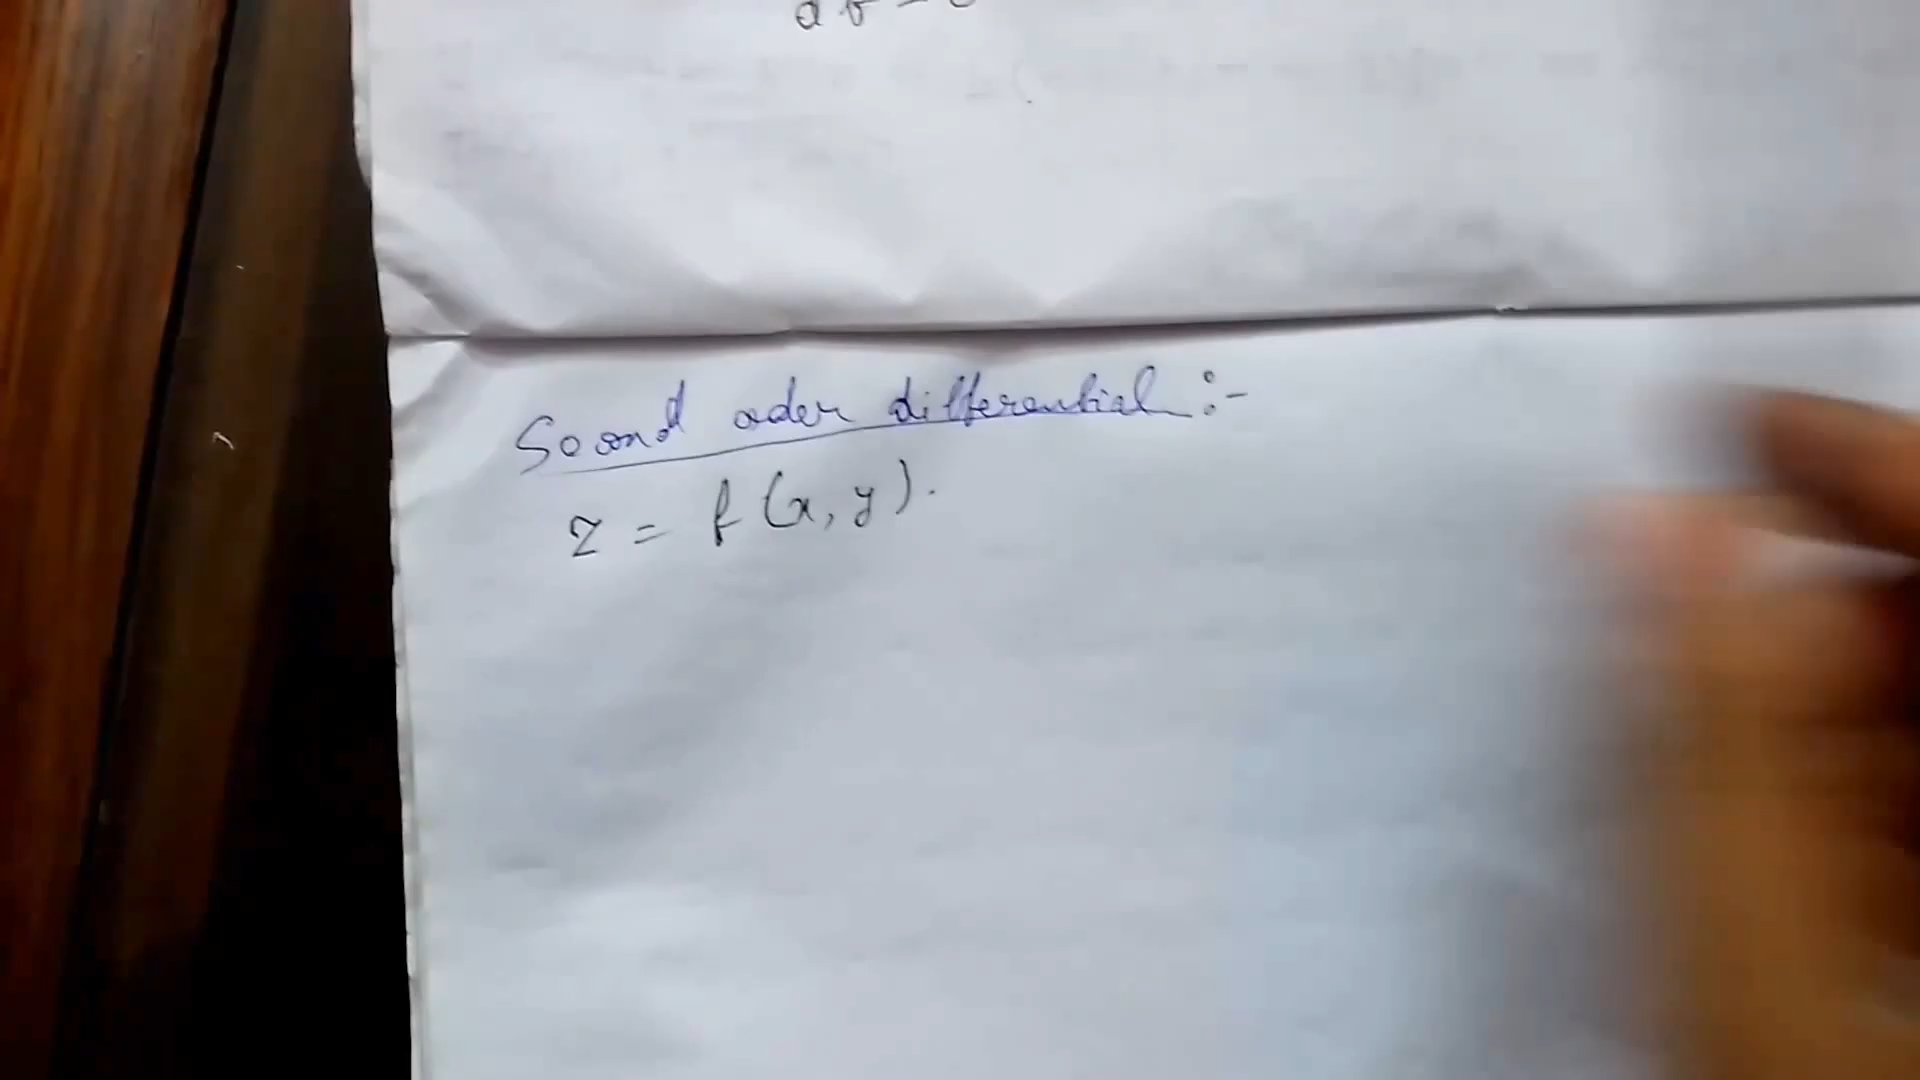 Second order differential :-
z = f (x, y).